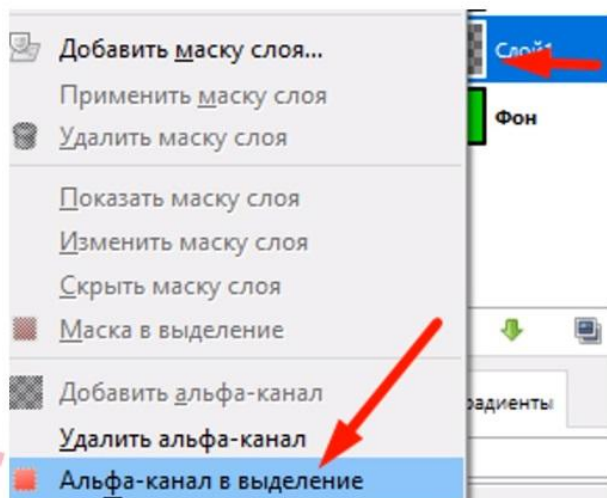 Добавить маску слоя...
Применить маску слоя
Удалить маску слоя
Показать маску слоя
Изменить маску слоя
Скрыть маску слоя
Маска в выделение
Добавить альфа-канал
Удалить альфа-канал
Альфа-канал в выделение
Слой1
Фон
радиенты